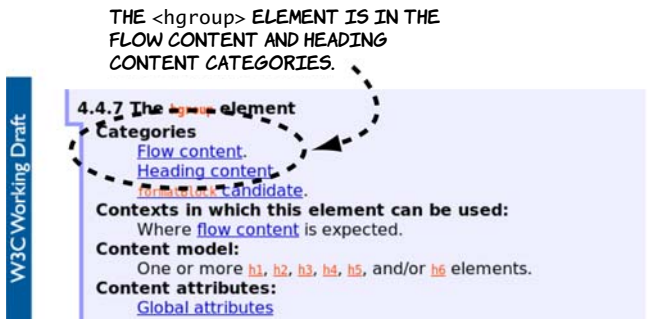 THE <hgroup> ELEMENT IS IN THE
FLOW CONTENT AND HEADING
CONTENT CATEGORIES.
W3C Working Draft
4.4.7 The hgroup element
Categories
Flow content.
Heading content.
formatblock candidate.
Contexts in which this element can be used:
Where flow content is expected.
Content model:
One or more h1, h2, h3, h4, h5, and/or h6 elements.
Content attributes:
Global attributes